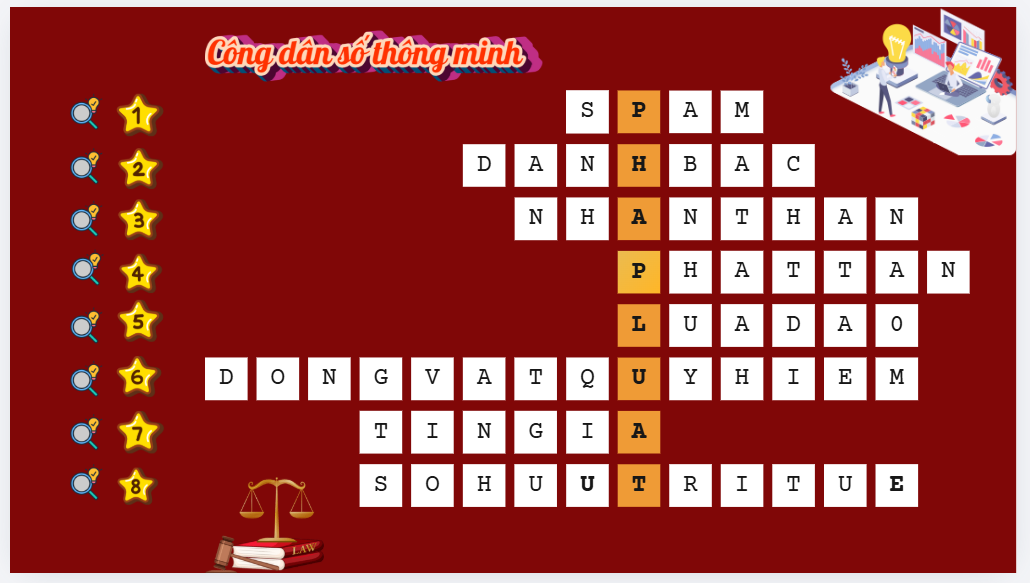 Công dân số thông minh
1 S P A M
2 D A N H B A C
3 N H A N T H A N
4 P H A T T A N
5 L U A D A O
6 D O N G V A T Q U Y H I E M
7 T I N G I A
8 S O H U U T R I T U E
LAW